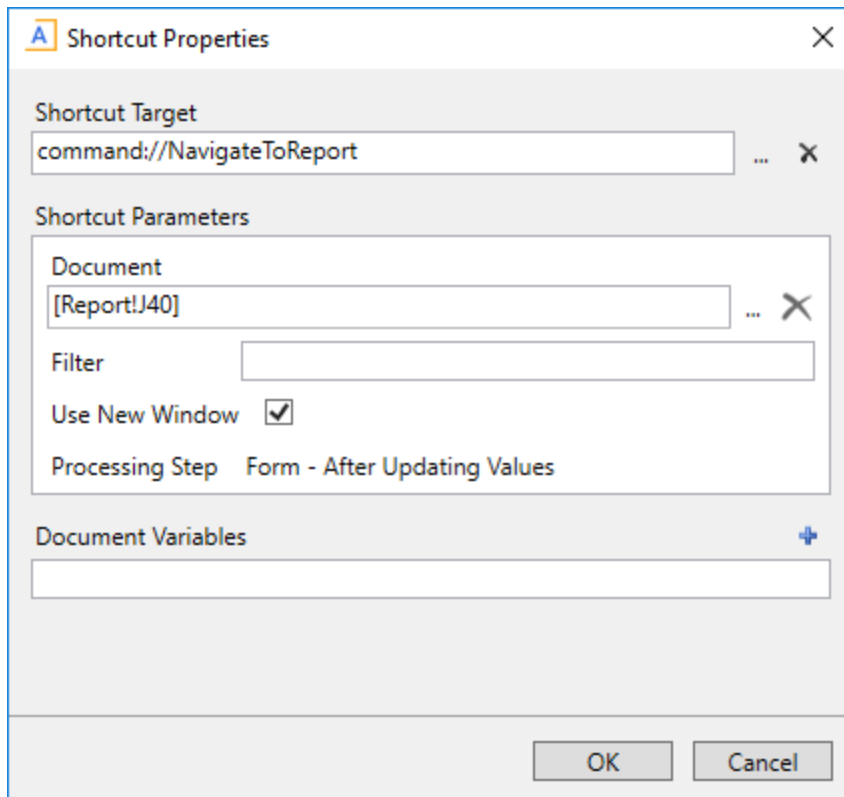 A Shortcut Properties
Shortcut Target
command://NavigateToReport
...
Shortcut Parameters
Document
[Report!J40]
...
Filter
Use New Window
Processing Step Form - After Updating Values
Document Variables
OK Cancel